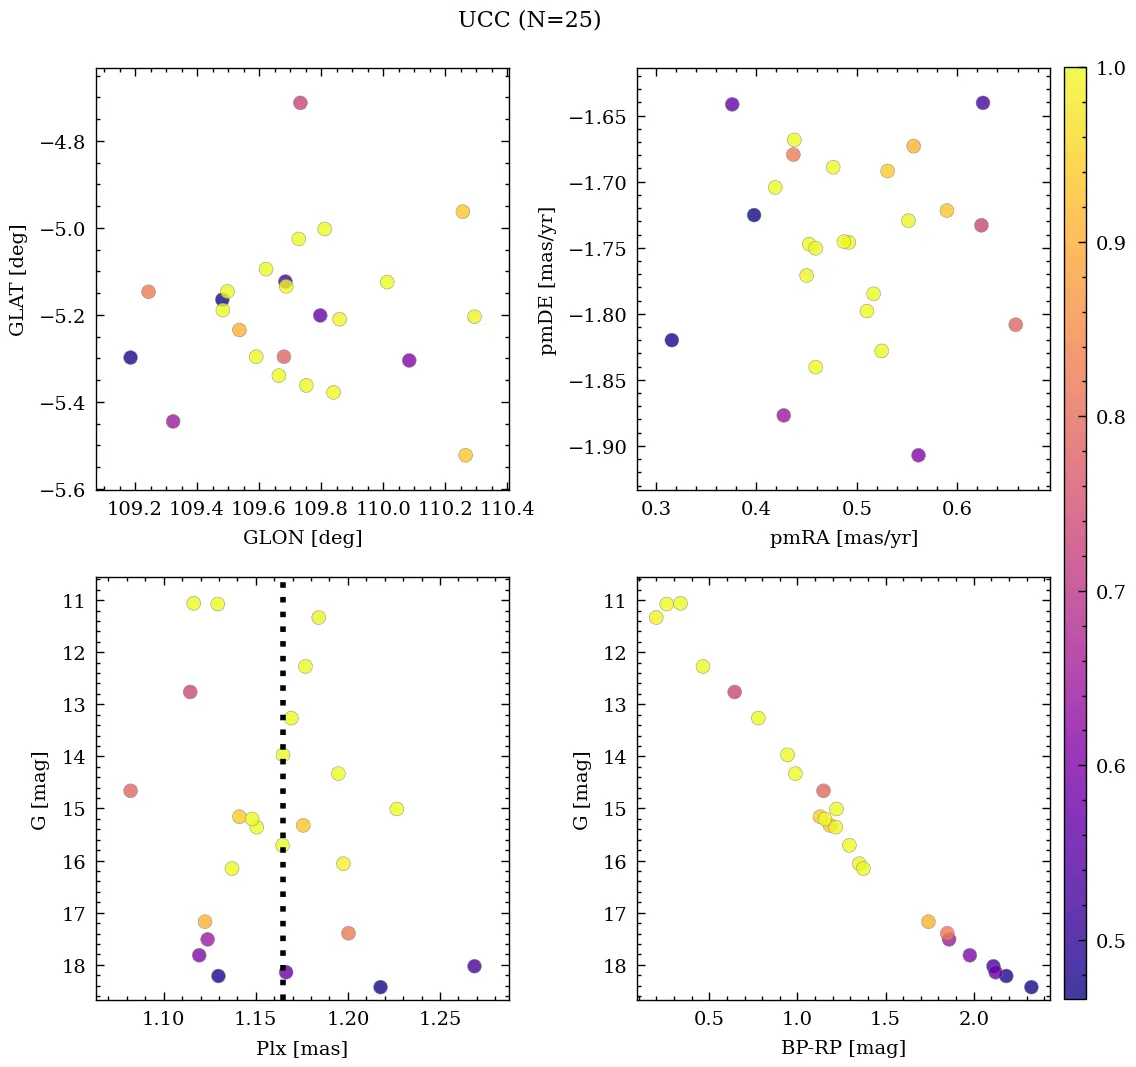 UCC (N=25)
−4.8
−5.0
−5.2
−5.4
−5.6
GLAT [deg]
109.2 109.4 109.6 109.8 110.0 110.2 110.4
GLON [deg]
−1.65
−1.70
−1.75
−1.80
−1.85
−1.90
pmDE [mas/yr]
0.3 0.4 0.5 0.6
pmRA [mas/yr]
11
12
13
14
15
16
17
18
G [mag]
1.10 1.15 1.20 1.25
Plx [mas]
11
12
13
14
15
16
17
18
G [mag]
0.5 1.0 1.5 2.0
BP-RP [mag]
1.0
0.9
0.8
0.7
0.6
0.5